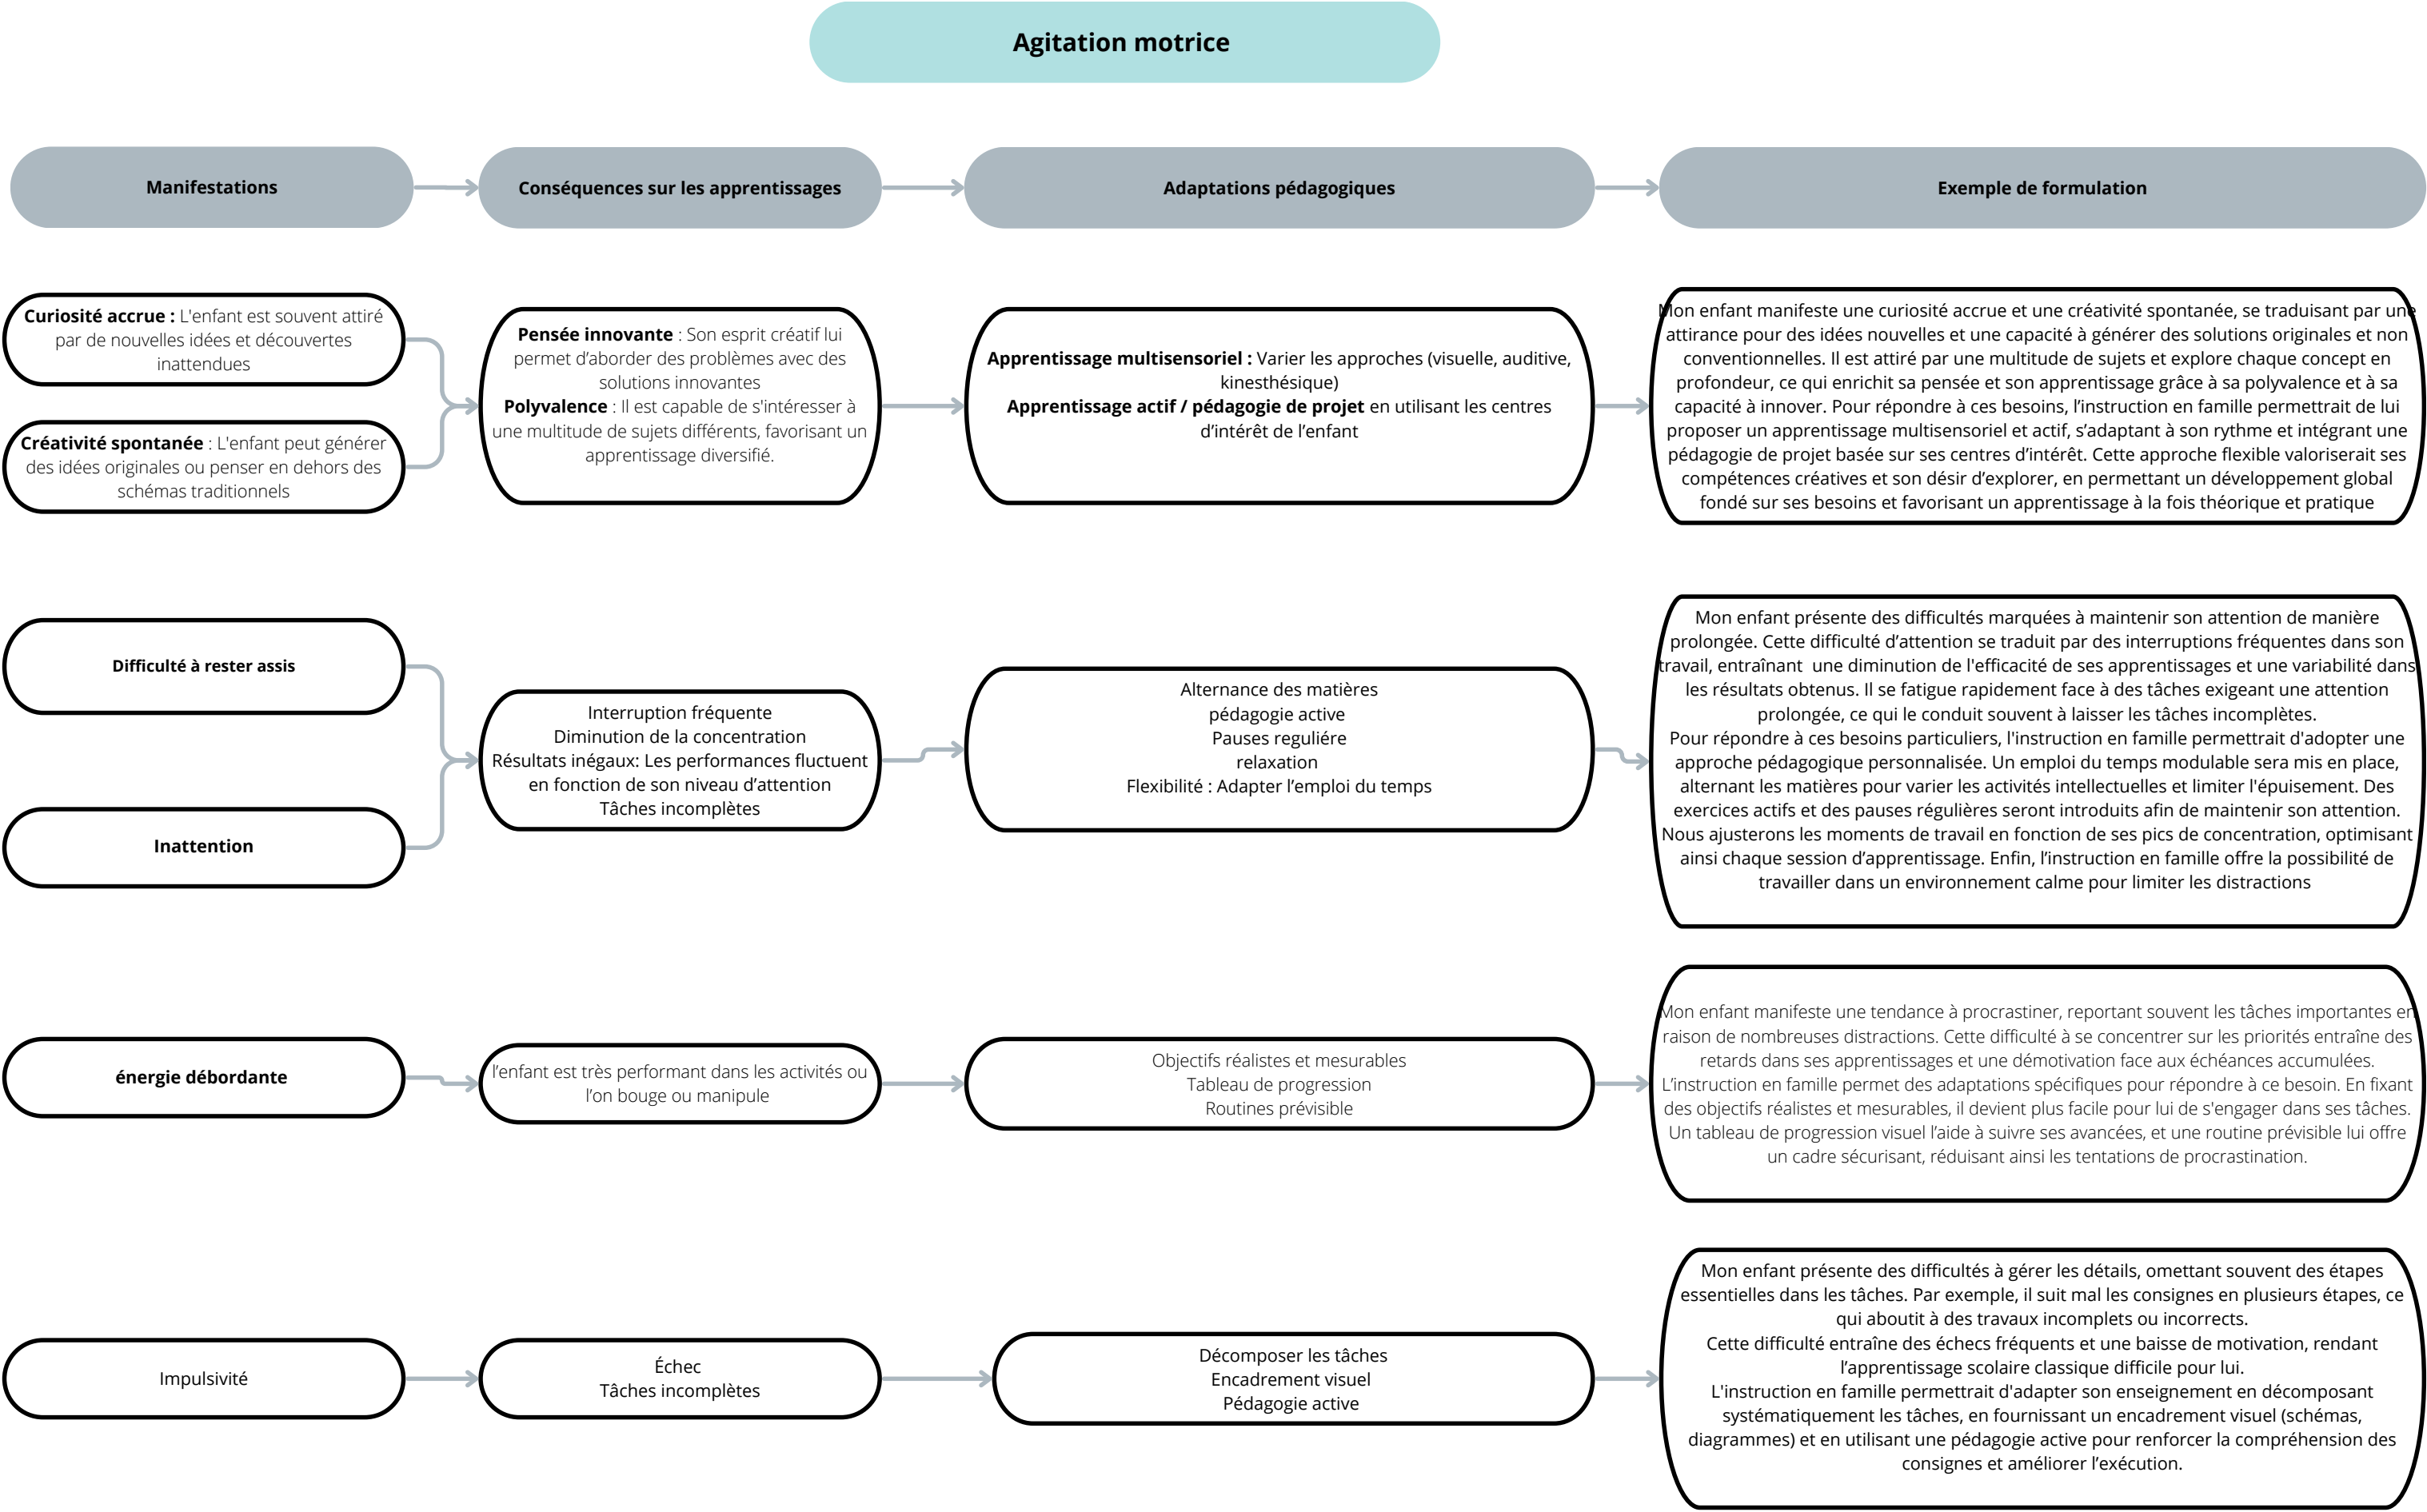 Agitation motrice
Manifestations
Conséquences sur les apprentissages
Adaptations pédagogiques
Exemple de formulation
Curiosité accrue : L'enfant est souvent attiré
par de nouvelles idées et découvertes
inattendues
Créativité spontanée : L'enfant peut générer
des idées originales ou penser en dehors des
schémas traditionnels
Pensée innovante : Son esprit créatif lui
permet d’aborder des problèmes avec des
solutions innovantes
Polyvalence : Il est capable de s'intéresser à
une multitude de sujets différents, favorisant un
apprentissage diversifié.
Apprentissage multisensoriel : Varier les approches (visuelle, auditive,
kinesthésique)
Apprentissage actif / pédagogie de projet en utilisant les centres
d’intérêt de l’enfant
Mon enfant manifeste une curiosité accrue et une créativité spontanée, se traduisant par une
attirance pour des idées nouvelles et une capacité à générer des solutions originales et non
conventionnelles. Il est attiré par une multitude de sujets et explore chaque concept en
profondeur, ce qui enrichit sa pensée et son apprentissage grâce à sa polyvalence et à sa
capacité à innover. Pour répondre à ces besoins, l’instruction en famille permettrait de lui
proposer un apprentissage multisensoriel et actif, s’adaptant à son rythme et intégrant une
pédagogie de projet basée sur ses centres d’intérêt. Cette approche flexible valoriserait ses
compétences créatives et son désir d’explorer, en permettant un développement global
fondé sur ses besoins et favorisant un apprentissage à la fois théorique et pratique
Difficulté à rester assis
Inattention
Interruption fréquente
Diminution de la concentration
Résultats inégaux: Les performances fluctuent
en fonction de son niveau d’attention
Tâches incomplètes
Alternance des matières
pédagogie active
Pauses reguliére
relaxation
Flexibilité : Adapter l’emploi du temps
Mon enfant présente des difficultés marquées à maintenir son attention de manière
prolongée. Cette difficulté d’attention se traduit par des interruptions fréquentes dans son
travail, entraînant une diminution de l'efficacité de ses apprentissages et une variabilité dans
les résultats obtenus. Il se fatigue rapidement face à des tâches exigeant une attention
prolongée, ce qui le conduit souvent à laisser les tâches incomplètes.
Pour répondre à ces besoins particuliers, l'instruction en famille permettrait d'adopter une
approche pédagogique personnalisée. Un emploi du temps modulable sera mis en place,
alternant les matières pour varier les activités intellectuelles et limiter l'épuisement. Des
exercices actifs et des pauses régulières seront introduits afin de maintenir son attention.
Nous ajusterons les moments de travail en fonction de ses pics de concentration, optimisant
ainsi chaque session d’apprentissage. Enfin, l’instruction en famille offre la possibilité de
travailler dans un environnement calme pour limiter les distractions
énergie débordante
l’enfant est très performant dans les activités ou
l’on bouge ou manipule
Objectifs réalistes et mesurables
Tableau de progression
Routines prévisible
Mon enfant manifeste une tendance à procrastiner, reportant souvent les tâches importantes en
raison de nombreuses distractions. Cette difficulté à se concentrer sur les priorités entraîne des
retards dans ses apprentissages et une démotivation face aux échéances accumulées.
L’instruction en famille permet des adaptations spécifiques pour répondre à ce besoin. En fixant
des objectifs réalistes et mesurables, il devient plus facile pour lui de s'engager dans ses tâches.
Un tableau de progression visuel l’aide à suivre ses avancées, et une routine prévisible lui offre
un cadre sécurisant, réduisant ainsi les tentations de procrastination.
Impulsivité
Échec
Tâches incomplètes
Décomposer les tâches
Encadrement visuel
Pédagogie active
Mon enfant présente des difficultés à gérer les détails, omettant souvent des étapes
essentielles dans les tâches. Par exemple, il suit mal les consignes en plusieurs étapes, ce
qui aboutit à des travaux incomplets ou incorrects.
Cette difficulté entraîne des échecs fréquents et une baisse de motivation, rendant
l’apprentissage scolaire classique difficile pour lui.
L'instruction en famille permettrait d'adapter son enseignement en décomposant
systématiquement les tâches, en fournissant un encadrement visuel (schémas,
diagrammes) et en utilisant une pédagogie active pour renforcer la compréhension des
consignes et améliorer l’exécution.